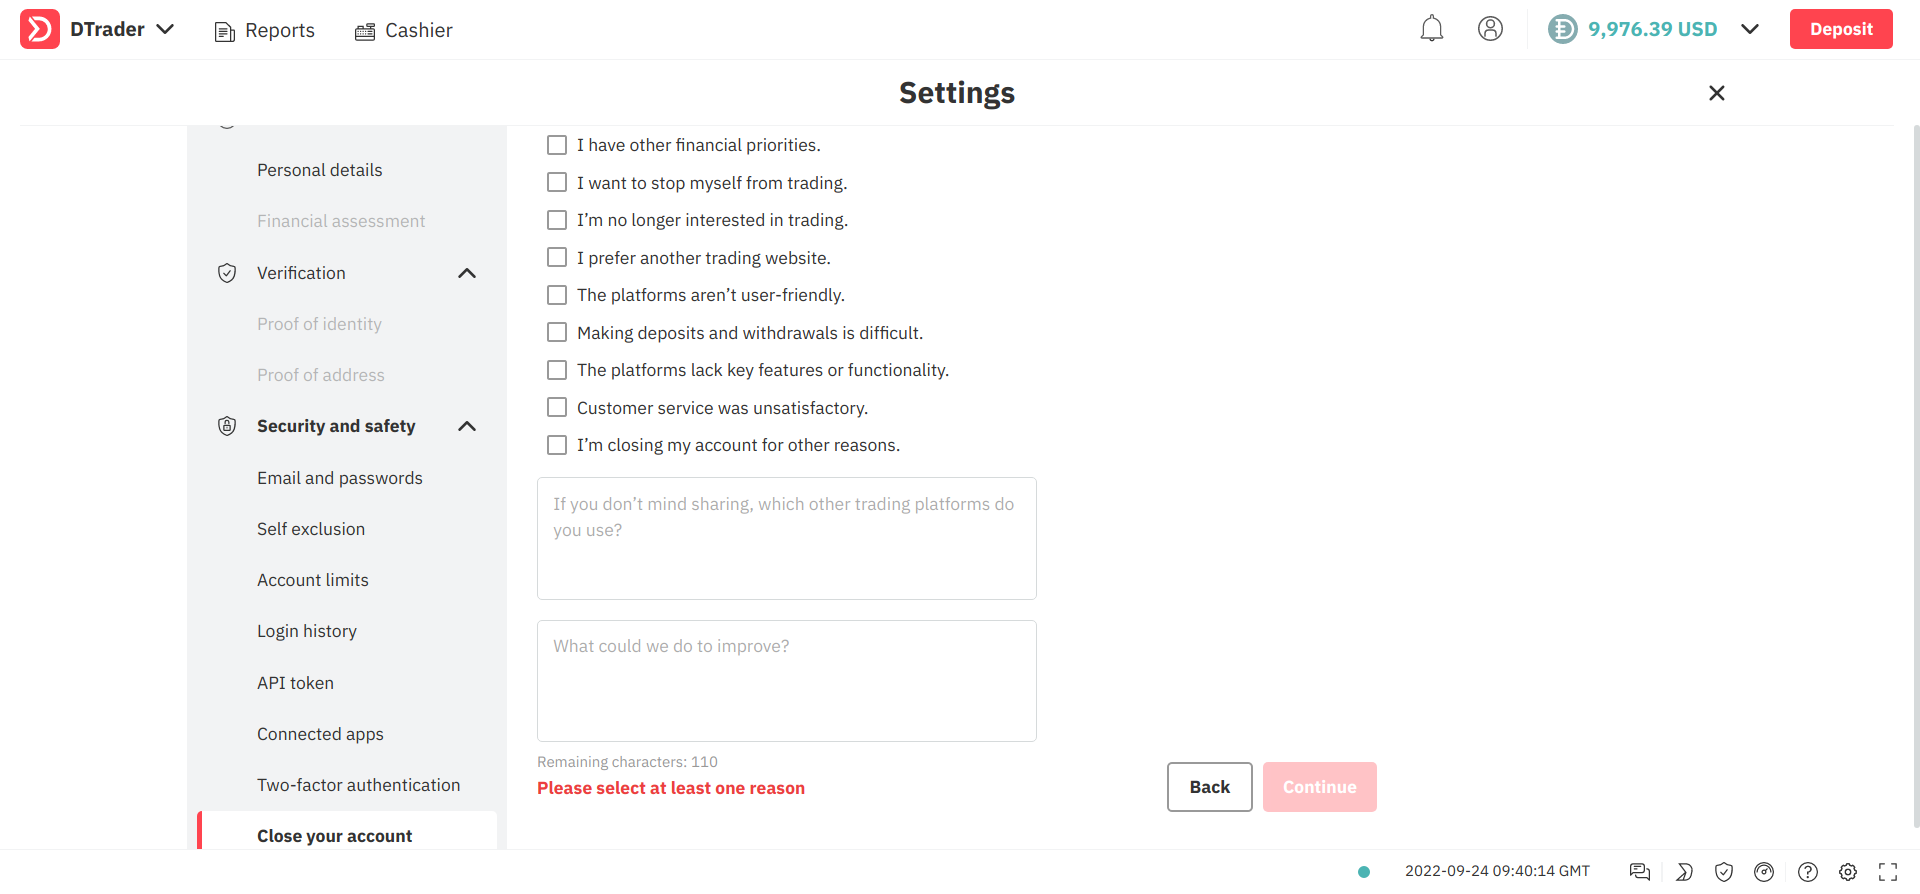 DTrader
Reports
Cashier
9,976.39 USD
Deposit
Settings
Personal details
Financial assessment
Verification
Proof of identity
Proof of address
Security and safety
Email and passwords
Self exclusion
Account limits
Login history
API token
Connected apps
Two-factor authentication
Close your account
I have other financial priorities.
I want to stop myself from trading.
I’m no longer interested in trading.
I prefer another trading website.
The platforms aren’t user-friendly.
Making deposits and withdrawals is difficult.
The platforms lack key features or functionality.
Customer service was unsatisfactory.
I’m closing my account for other reasons.
If you don’t mind sharing, which other trading platforms do
you use?
What could we do to improve?
Remaining characters: 110
Please select at least one reason
Back
Continue
2022-09-24 09:40:14 GMT